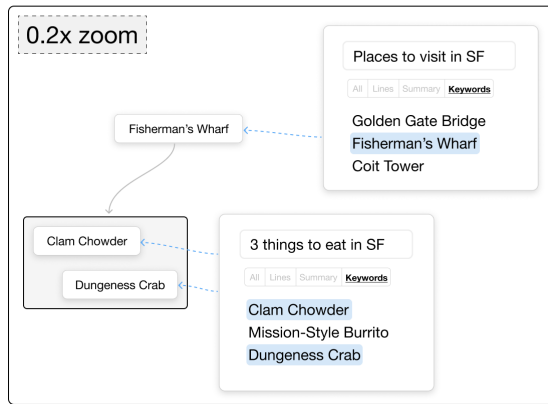 0.2x zoom
Places to visit in SF
All Lines Summary Keywords
Golden Gate Bridge
Fisherman's Wharf
Coit Tower
Fisherman's Wharf
Clam Chowder
Dungeness Crab
3 things to eat in SF
All Lines Summary Keywords
Clam Chowder
Mission-Style Burrito
Dungeness Crab